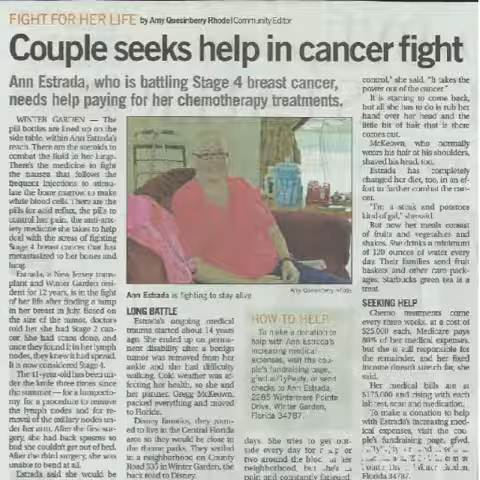 FIGHT FOR HER LIFE by Amy Quesinberry Rhode | Community Editor
Couple seeks help in cancer fight
Ann Estrada, who is battling Stage 4 breast cancer,
needs help paying for her chemotherapy treatments.
WINTER GARDEN — The
pill bottles are lined up on the
side table, within Ann Estrada's
reach. There are the steroids to
combat the fluid in her lungs.
There's the medicine to fight
the nausea that follows the
frequent injections to stimu-
late the bone marrow to make
white blood cells. There are the
pills for acid reflux, the pills to
control her pain, the anti-anx-
iety medicine she takes to help
deal with the stress of fighting
Stage 4 breast cancer that has
metastasized to her bones and
lung.
Estrada, a New Jersey trans-
plant and Winter Garden resi-
dent for 12 years, is in the fight
of her life after finding a lump
in her breast in July. Based on
the size of the tumor, doctors
told her she had Stage 2 can-
cer. She had scans done, and
once they found it in her lymph
nodes, they knew it had spread.
It is now considered Stage 4.
The 41-year-old has been un-
der the knife three times since
the summer — for a lumpecto-
my, for a procedure to remove
the lymph nodes and for re-
moval of the axillary nodes un-
der her arm. After the first sur-
gery, she had back spasms so
bad she couldn't get out of bed.
After the third surgery, she was
unable to bend at all.
Estrada said she would be
Amy Quesinberry Rhode
Ann Estrada is fighting to stay alive
LONG BATTLE
Estrada's ongoing medical
trauma started about 14 years
ago. She ended up on perma-
nent disability after a benign
tumor was removed from her
ankle and she had difficulty
walking. Cold weather was af-
fecting her health, so she and
her partner, Gregg McKeown,
packed everything and moved
to Florida.
Disney fanatics, they want-
ed to live in the Central Florida
area so they would be close to
the theme parks. They settled
in a neighborhood on County
Road 535 in Winter Garden, the
back road to Disney.
HOW TO HELP
To make a donation to
help with Ann Estrada's
increasing medical
expenses, visit the cou-
ple's fundraising page,
or send
checks to Ann Estrada,
2285 Wintermere Pointe
Drive, Winter Garden,
Florida 34787.
days. She tries to get out-
side every day for
two around the
neighborhood, but she's
pain and constantly fatigued
control," she said. "It takes the
power out of the cancer."
It is starting to come back,
but all she has to do is rub her
hand over her head and the
little bit of hair that is there
comes out.
McKeown, who normally
wears his hair at his shoulders,
shaved his head, too.
Estrada has completely
changed her diet, too, in an ef-
fort to further combat the can-
cer.
"I'm a steak and potatoes
kind of gal," she said.
But now her meals consist
of fruits and vegetables and
shakes. She drinks a minimum
of 120 ounces of water every
day. Their families send fruit
baskets and other care pack-
ages. Starbucks green tea is a
treat.
SEEKING HELP
Chemo treatments come
every three weeks, at a cost of
$25,000 each. Medicare pays
80% of her medical expenses,
but she is still responsible for
the remainder, and her fixed
income doesn't stretch far, she
said.
Her medical bills are at
$175,000 and rising with each
lab test, scan and medication.
To make a donation to help
with Estrada's increasing med-
ical expenses, visit the cou-
ple's fundraising page,
Florida 34787.